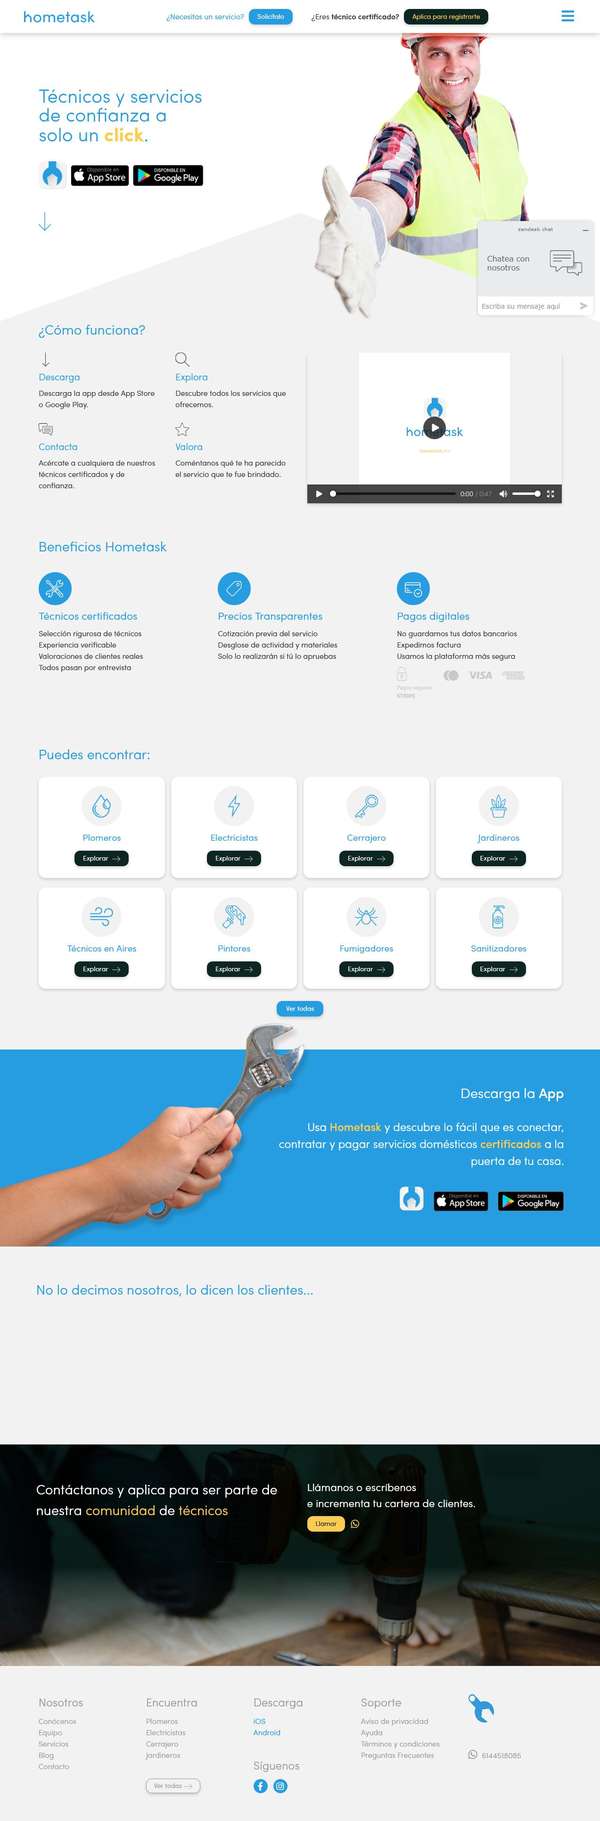 hometask
¿Necesitas un servicio? Solicítalo
¿Eres técnico certificado? Aplica para registrarte
Técnicos y servicios
de confianza a
solo un click.
Disponible en
App Store
DISPONIBLE EN
Google Play
zendesk chat
Chatea con
nosotros
Escriba su mensaje aquí
¿Cómo funciona?
Descarga
Descarga la app desde App Store
o Google Play.
Explora
Descubre todos los servicios que
ofrecemos.
Contacta
Acércate a cualquiera de nuestros
técnicos certificados y de
confianza.
Valora
Coméntanos qué te ha parecido
el servicio que te fue brindado.
hometask
0:00 / 0:47
Beneficios Hometask
Técnicos certificados
Selección rigurosa de técnicos
Experiencia verificable
Valoraciones de clientes reales
Todos pasan por entrevista
Precios Transparentes
Cotización previa del servicio
Desglose de actividad y materiales
Solo lo realizarán si tú lo apruebas
Pagos digitales
No guardamos tus datos bancarios
Expedimos factura
Usamos la plataforma más segura
Pagos seguros
VISA
Puedes encontrar:
Plomeros
Explorar
Electricistas
Explorar
Cerrajero
Explorar
Jardineros
Explorar
Técnicos en Aires
Explorar
Pintores
Explorar
Fumigadores
Explorar
Sanitizadores
Explorar
Ver todas
Descarga la App
Usa Hometask y descubre lo fácil que es conectar,
contratar y pagar servicios domésticos certificados a la
puerta de tu casa.
Disponible en
App Store
DISPONIBLE EN
Google Play
No lo decimos nosotros, lo dicen los clientes...
Contáctanos y aplica para ser parte de
nuestra comunidad de técnicos
Llámanos o escríbenos
e incrementa tu cartera de clientes.
Llamar
Nosotros
Conócenos
Equipo
Servicios
Blog
Contacto
Encuentra
Plomeros
Electricistas
Cerrajero
Jardineros
Ver todas
Descarga
iOS
Android
Síguenos
Soporte
Aviso de privacidad
Ayuda
Términos y condiciones
Preguntas Frecuentes
6144518086